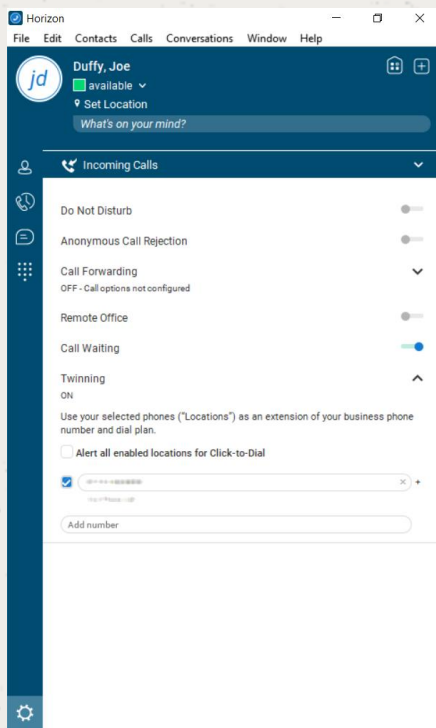 Horizon
File Edit Contacts Calls Conversations Window Help
jd
Duffy, Joe
available
Set Location
What's on your mind?
Incoming Calls
Do Not Disturb
Anonymous Call Rejection
Call Forwarding
OFF - Call options not configured
Remote Office
Call Waiting
Twinning
ON
Use your selected phones ("Locations") as an extension of your business phone
number and dial plan.
Alert all enabled locations for Click-to-Dial
Add number